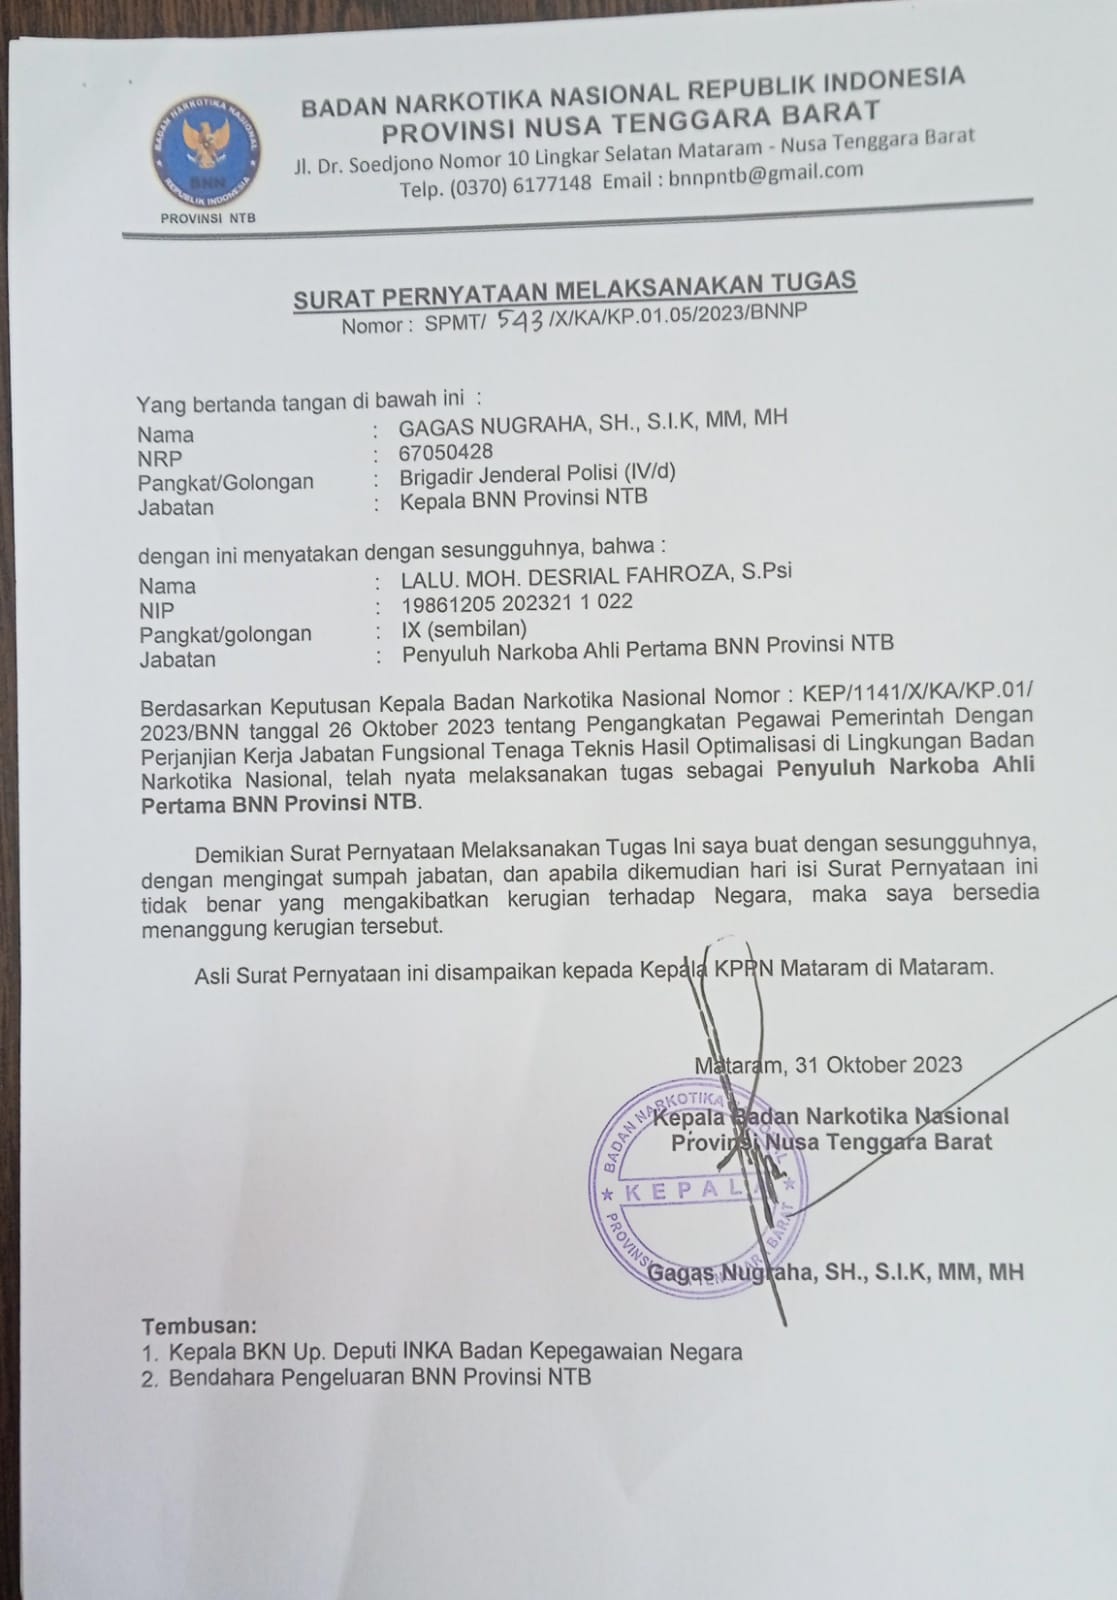 BADAN NARKOTIKA NASIONAL
REPUBLIK INDONESIA
BNN
PROVINSI NTB
BADAN NARKOTIKA NASIONAL REPUBLIK INDONESIA
PROVINSI NUSA TENGGARA BARAT
Jl. Dr. Soedjono Nomor 10 Lingkar Selatan Mataram - Nusa Tenggara Barat
Telp. (0370) 6177148 Email : bnnpntb@gmail.com
SURAT PERNYATAAN MELAKSANAKAN TUGAS
Nomor : SPMT/ 543 /X/KA/KP.01.05/2023/BNNP
Yang bertanda tangan di bawah ini :
Nama : GAGAS NUGRAHA, SH., S.I.K, MM, MH
NRP : 67050428
Pangkat/Golongan : Brigadir Jenderal Polisi (IV/d)
Jabatan : Kepala BNN Provinsi NTB
dengan ini menyatakan dengan sesungguhnya, bahwa :
Nama : LALU. MOH. DESRIAL FAHROZA, S.Psi
NIP : 19861205 202321 1 022
Pangkat/golongan : IX (sembilan)
Jabatan : Penyuluh Narkoba Ahli Pertama BNN Provinsi NTB
Berdasarkan Keputusan Kepala Badan Narkotika Nasional Nomor : KEP/1141/X/KA/KP.01/
2023/BNN tanggal 26 Oktober 2023 tentang Pengangkatan Pegawai Pemerintah Dengan
Perjanjian Kerja Jabatan Fungsional Tenaga Teknis Hasil Optimalisasi di Lingkungan Badan
Narkotika Nasional, telah nyata melaksanakan tugas sebagai Penyuluh Narkoba Ahli
Pertama BNN Provinsi NTB.
Demikian Surat Pernyataan Melaksanakan Tugas Ini saya buat dengan sesungguhnya,
dengan mengingat sumpah jabatan, dan apabila dikemudian hari isi Surat Pernyataan ini
tidak benar yang mengakibatkan kerugian terhadap Negara, maka saya bersedia
menanggung kerugian tersebut.
Asli Surat Pernyataan ini disampaikan kepada Kepala KPPN Mataram di Mataram.
Mataram, 31 Oktober 2023
Kepala Badan Narkotika Nasional
Provinsi Nusa Tenggara Barat
BADAN NARKOTIKA
KEPALA
PROVINSI TENGGARA BARAT
Gagas Nugraha, SH., S.I.K, MM, MH
Tembusan:
1. Kepala BKN Up. Deputi INKA Badan Kepegawaian Negara
2. Bendahara Pengeluaran BNN Provinsi NTB